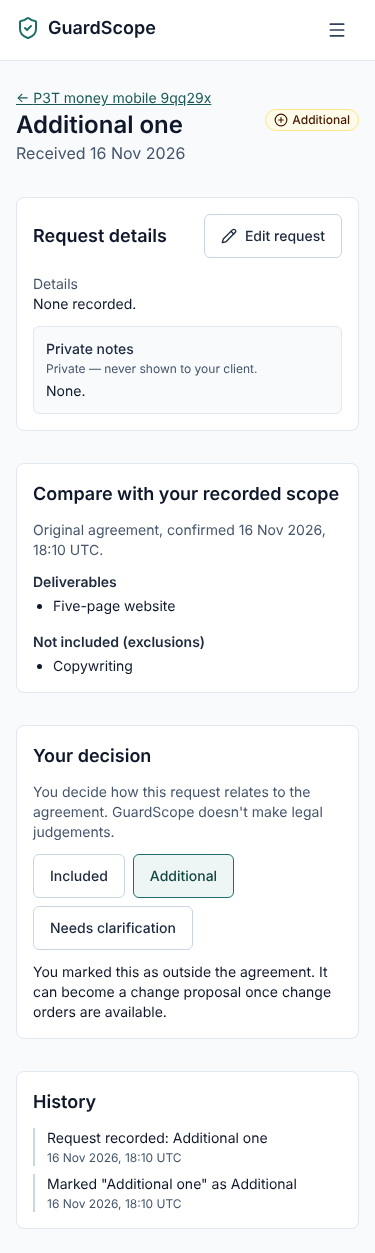 GuardScope
← P3T money mobile 9qq29x
Additional one
Additional
Received 16 Nov 2026
Request details
Edit request
Details
None recorded.
Private notes
Private — never shown to your client.
None.
Compare with your recorded scope
Original agreement, confirmed 16 Nov 2026,
18:10 UTC.
Deliverables
• Five-page website
Not included (exclusions)
• Copywriting
Your decision
You decide how this request relates to the
agreement. GuardScope doesn't make legal
judgements.
Included
Additional
Needs clarification
You marked this as outside the agreement. It
can become a change proposal once change
orders are available.
History
Request recorded: Additional one
16 Nov 2026, 18:10 UTC
Marked "Additional one" as Additional
16 Nov 2026, 18:10 UTC